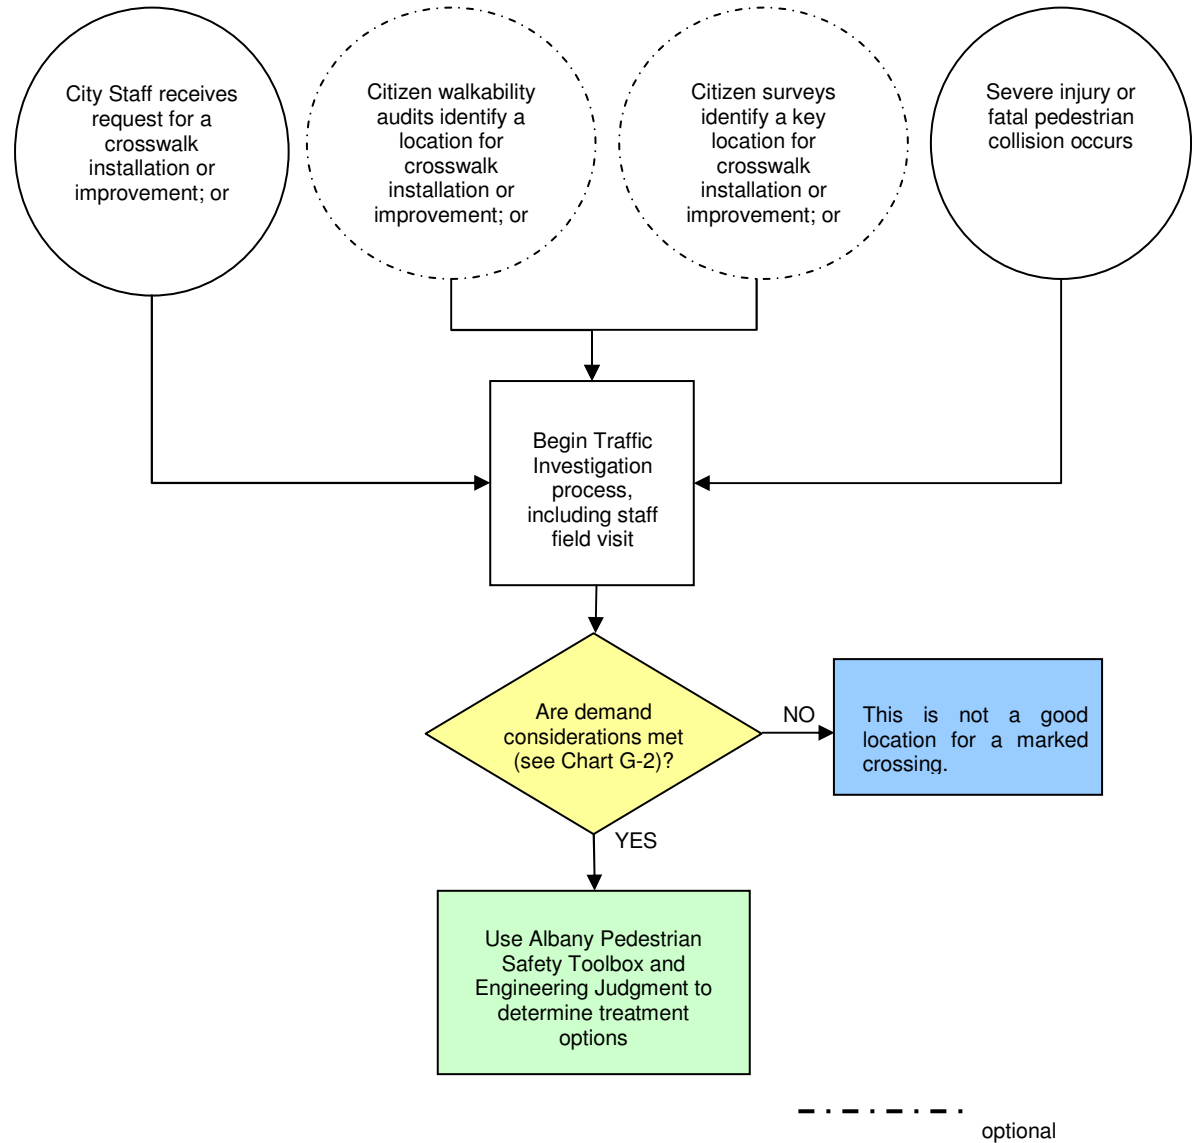 City Staff receives
request for a
crosswalk
installation or
improvement; or
Citizen walkability
audits identify a
location for
crosswalk
installation or
improvement; or
Citizen surveys
identify a key
location for
crosswalk
installation or
improvement; or
Severe injury or
fatal pedestrian
collision occurs
Begin Traffic
Investigation
process,
including staff
field visit
Are demand
considerations met
(see Chart G-2)?
NO
This is not a good
location for a marked
crossing.
YES
Use Albany Pedestrian
Safety Toolbox and
Engineering Judgment to
determine treatment
options
optional